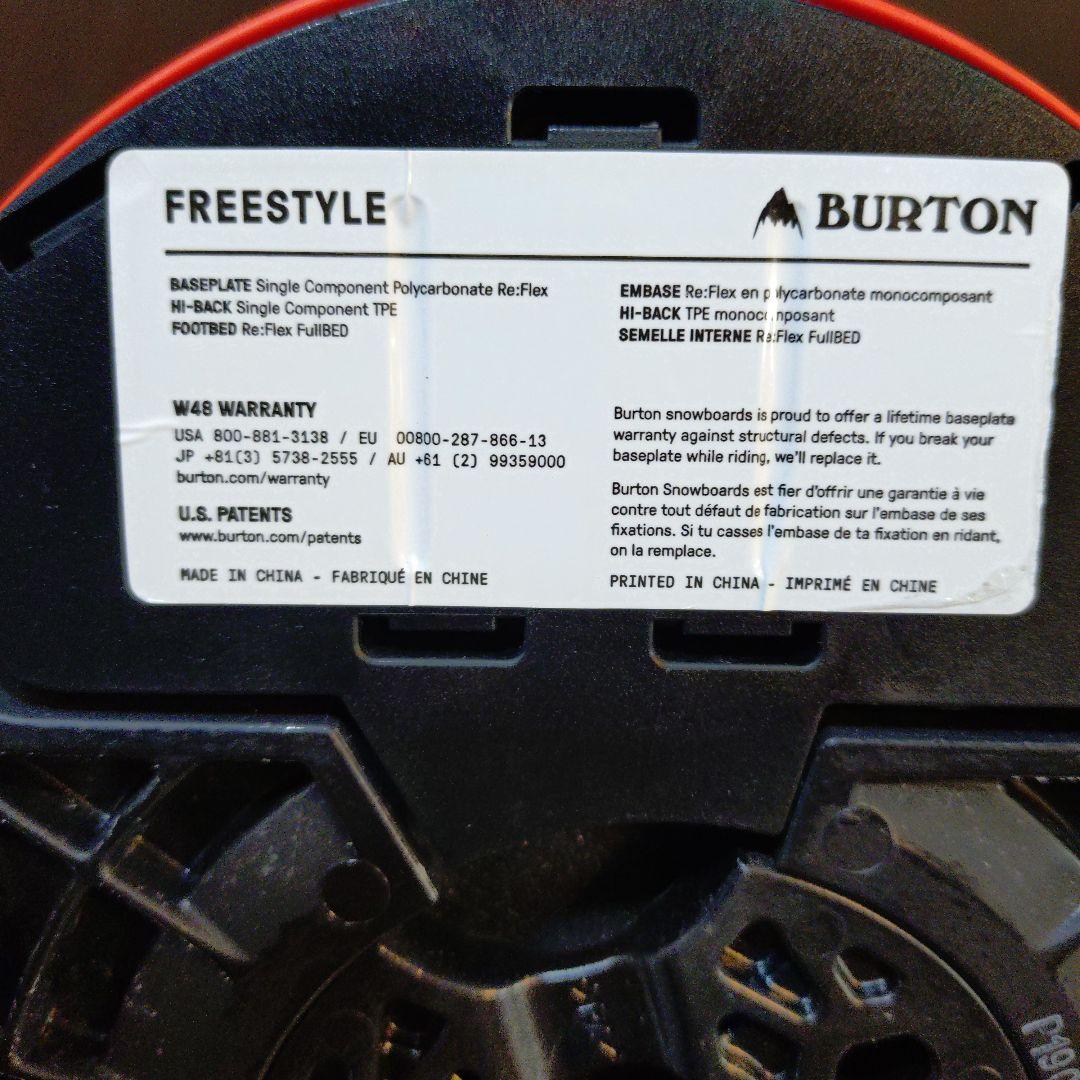 FREESTYLE
BURTON
BASEPLATE Single Component Polycarbonate Re:Flex
HI-BACK Single Component TPE
FOOTBED Re:Flex FullBED
EMBASE Re:Flex en polycarbonate monocomposant
HI-BACK TPE monocomposant
SEMELLE INTERNE Re:Flex FullBED
W48 WARRANTY
USA 800-881-3138 / EU 00800-287-866-13
JP +81(3) 5738-2555 / AU +61 (2) 99359000
burton.com/warranty
U.S. PATENTS
www.burton.com/patents
MADE IN CHINA - FABRIQUÉ EN CHINE
Burton snowboards is proud to offer a lifetime baseplate
warranty against structural defects. If you break your
baseplate while riding, we'll replace it.
Burton Snowboards est fier d'offrir une garantie à vie
contre tout défaut de fabrication sur l'embase de ses
fixations. Si tu casses l'embase de ta fixation en ridant,
on la remplace.
PRINTED IN CHINA - IMPRIMÉ EN CHINE